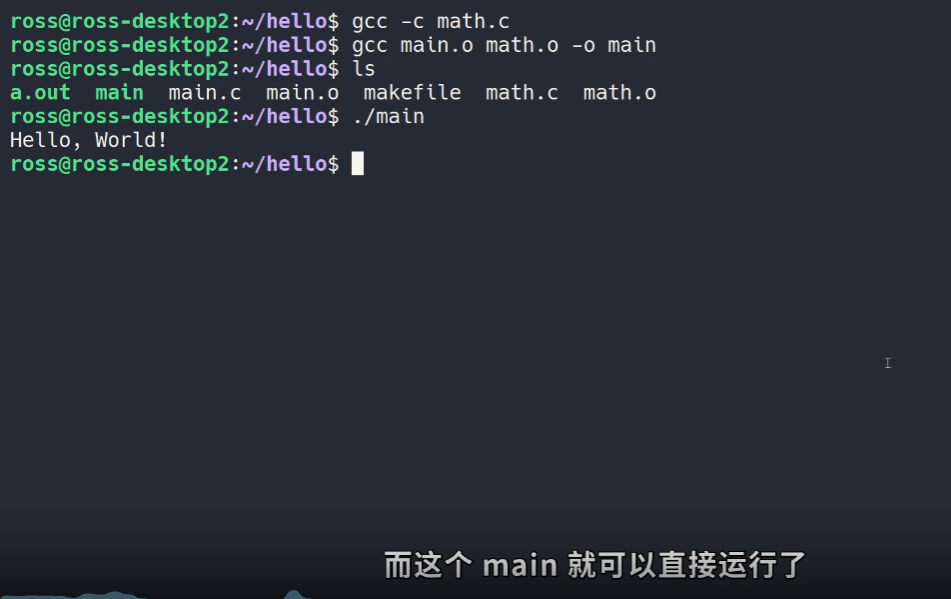 ross@ross-desktop2:~/hello$ gcc -c math.c
ross@ross-desktop2:~/hello$ gcc main.o math.o -o main
ross@ross-desktop2:~/hello$ ls
a.out  main  main.c  main.o  makefile  math.c  math.o
ross@ross-desktop2:~/hello$ ./main
Hello, World!
ross@ross-desktop2:~/hello$
而这个 main 就可以直接运行了